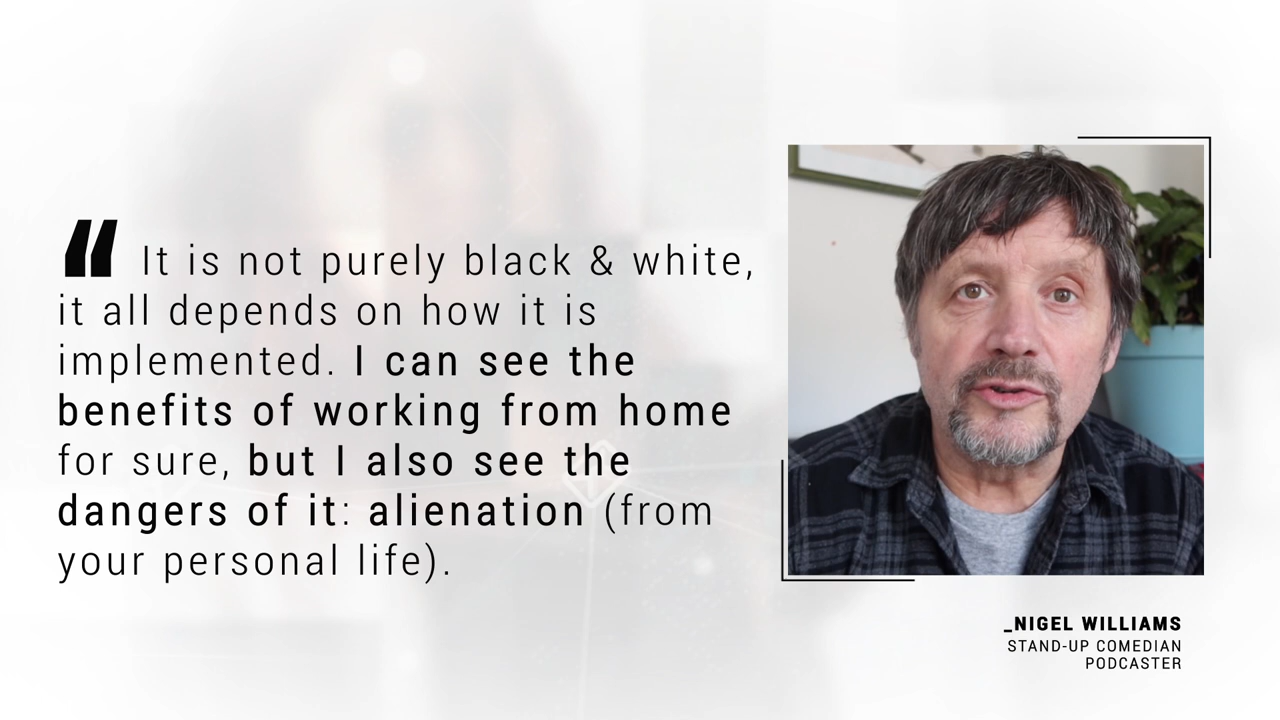 “ It is not purely black & white,
it all depends on how it is
implemented. I can see the
benefits of working from home
for sure, but I also see the
dangers of it: alienation (from
your personal life).
_NIGEL WILLIAMS
STAND-UP COMEDIAN
PODCASTER